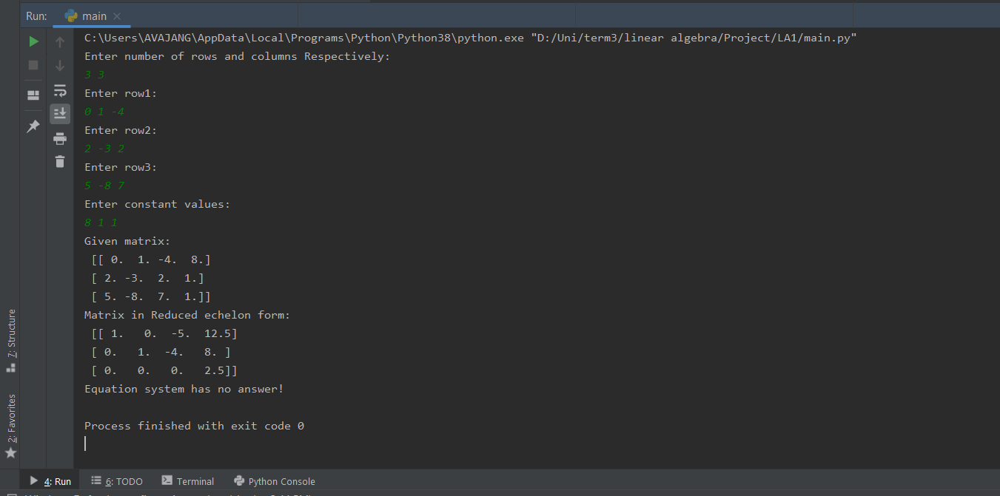 Run: main
C:\Users\AVAJANG\AppData\Local\Programs\Python\Python38\python.exe "D:/Uni/term3/linear algebra/Project/LA1/main.py"
Enter number of rows and columns Respectively:
3 3
Enter row1:
0 1 -4
Enter row2:
2 -3 2
Enter row3:
5 -8 7
Enter constant values:
8 1 1
Given matrix:
[[ 0.  1. -4.  8.]
[ 2. -3.  2.  1.]
[ 5. -8.  7.  1.]]
Matrix in Reduced echelon form:
[[ 1.   0.  -5.  12.5]
[ 0.   1.  -4.   8. ]
[ 0.   0.   0.   2.5]]
Equation system has no answer!
Process finished with exit code 0
7: Structure
2: Favorites
4: Run 6: TODO Terminal Python Console